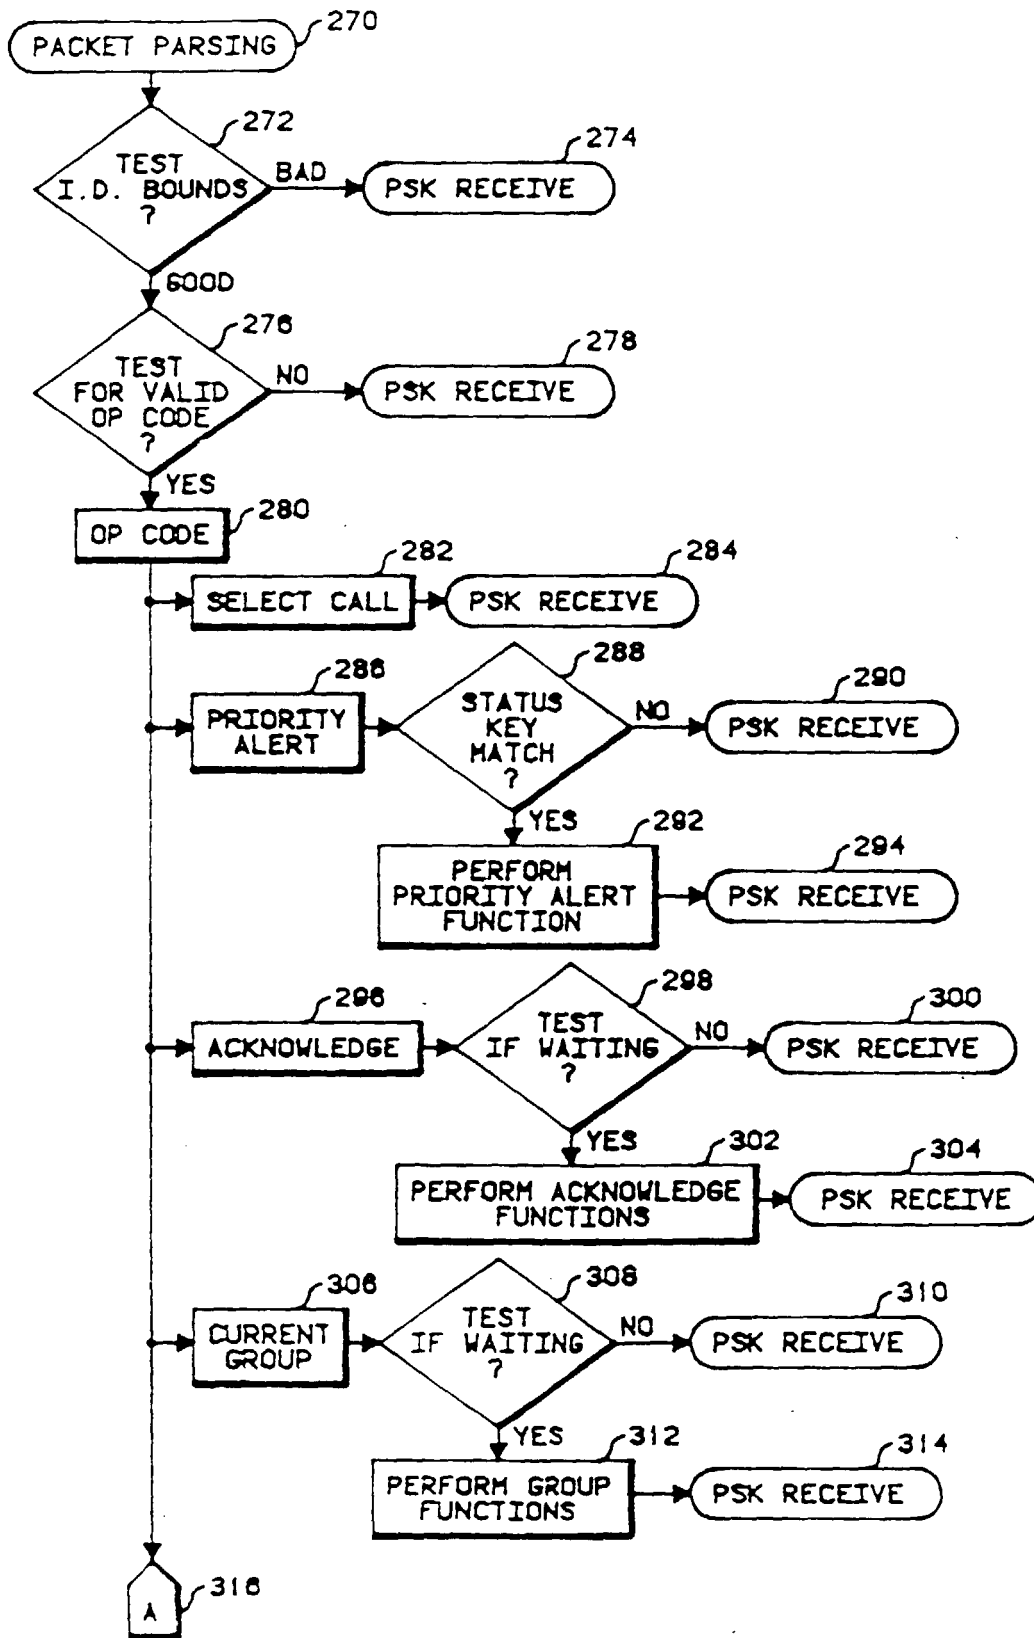 PACKET PARSING
270
TEST
I.D. BOUNDS
?
272
BAD
PSK RECEIVE
274
GOOD
TEST
FOR VALID
OP CODE
?
276
NO
PSK RECEIVE
278
YES
OP CODE
280
SELECT CALL
282
PSK RECEIVE
284
PRIORITY
ALERT
286
STATUS
KEY
MATCH
?
288
NO
PSK RECEIVE
290
YES
PERFORM
PRIORITY ALERT
FUNCTION
292
PSK RECEIVE
294
ACKNOWLEDGE
296
TEST
IF WAITING
?
298
NO
PSK RECEIVE
300
YES
PERFORM ACKNOWLEDGE
FUNCTIONS
302
PSK RECEIVE
304
CURRENT
GROUP
306
TEST
IF WAITING
?
308
NO
PSK RECEIVE
310
YES
PERFORM GROUP
FUNCTIONS
312
PSK RECEIVE
314
A
316